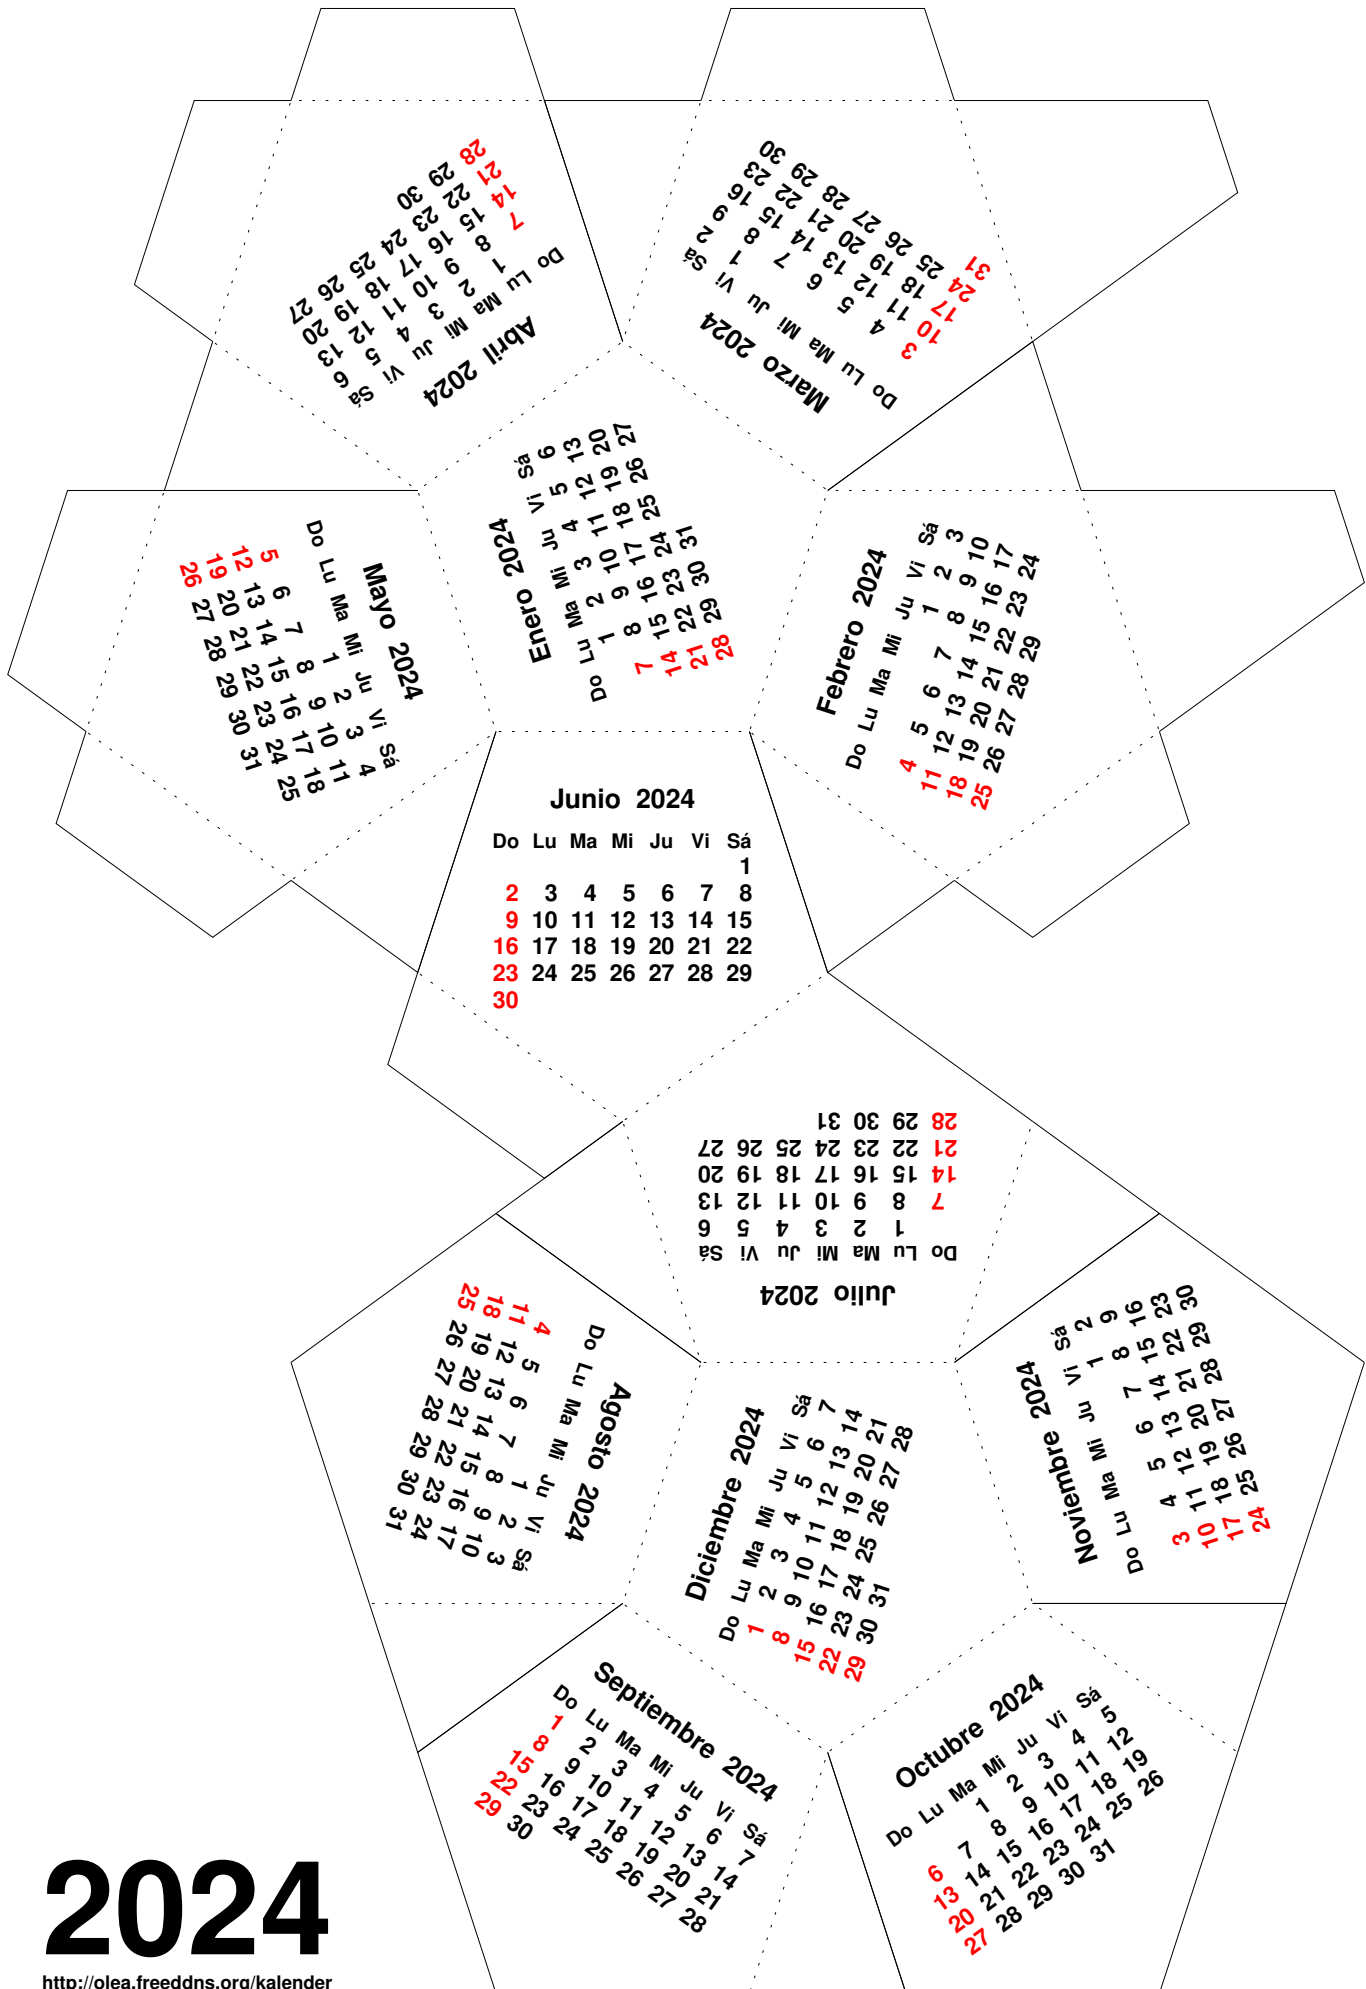 Abril 2024
Do Lu Ma Mi Ju Vi Sá
1 2 3 4 5 6
7 8 9 10 11 12 13
14 15 16 17 18 19 20
21 22 23 24 25 26 27
28 29 30
Marzo 2024
Do Lu Ma Mi Ju Vi Sá
1 2
3 4 5 6 7 8 9
10 11 12 13 14 15 16
17 18 19 20 21 22 23
24 25 26 27 28 29 30
31
Enero 2024
Do Lu Ma Mi Ju Vi Sá
1 2 3 4 5 6
7 8 9 10 11 12 13
14 15 16 17 18 19 20
21 22 23 24 25 26 27
28 29 30 31
Mayo 2024
Do Lu Ma Mi Ju Vi Sá
1 2 3 4
5 6 7 8 9 10 11
12 13 14 15 16 17 18
19 20 21 22 23 24 25
26 27 28 29 30 31
Febrero 2024
Do Lu Ma Mi Ju Vi Sá
1 2 3
4 5 6 7 8 9 10
11 12 13 14 15 16 17
18 19 20 21 22 23 24
25 26 27 28 29
Junio 2024
Do Lu Ma Mi Ju Vi Sá
1
2 3 4 5 6 7 8
9 10 11 12 13 14 15
16 17 18 19 20 21 22
23 24 25 26 27 28 29
30
Julio 2024
Do Lu Ma Mi Ju Vi Sá
1 2 3 4 5 6
7 8 9 10 11 12 13
14 15 16 17 18 19 20
21 22 23 24 25 26 27
28 29 30 31
Agosto 2024
Do Lu Ma Mi Ju Vi Sá
1 2 3
4 5 6 7 8 9 10
11 12 13 14 15 16 17
18 19 20 21 22 23 24
25 26 27 28 29 30 31
Diciembre 2024
Do Lu Ma Mi Ju Vi Sá
1 2 3 4 5 6 7
8 9 10 11 12 13 14
15 16 17 18 19 20 21
22 23 24 25 26 27 28
29 30 31
Noviembre 2024
Do Lu Ma Mi Ju Vi Sá
1 2
3 4 5 6 7 8 9
10 11 12 13 14 15 16
17 18 19 20 21 22 23
24 25 26 27 28 29 30
Septiembre 2024
Do Lu Ma Mi Ju Vi Sá
1 2 3 4 5 6 7
8 9 10 11 12 13 14
15 16 17 18 19 20 21
22 23 24 25 26 27 28
29 30
Octubre 2024
Do Lu Ma Mi Ju Vi Sá
1 2 3 4 5
6 7 8 9 10 11 12
13 14 15 16 17 18 19
20 21 22 23 24 25 26
27 28 29 30 31
2024
http://olea.freeddns.org/kalender